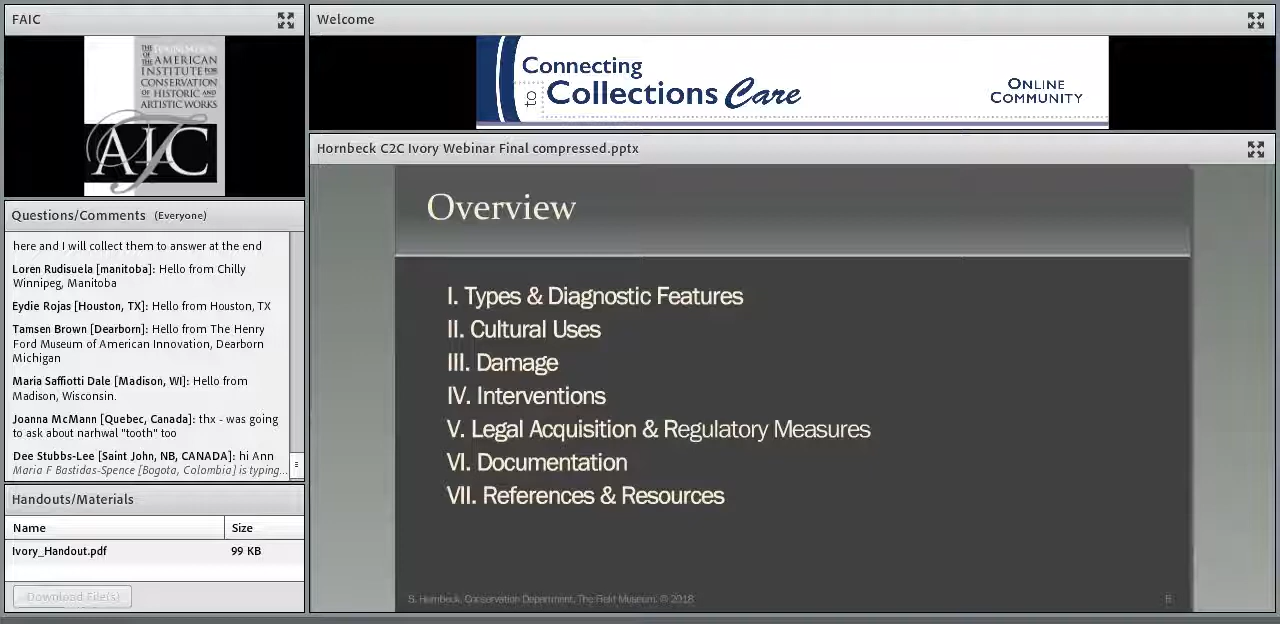 FAIC
THE
OF THE AMERICAN
INSTITUTE FOR
CONSERVATION
OF HISTORIC AND
ARTISTIC WORKS
AIC
Questions/Comments (Everyone)
here and I will collect them to answer at the end
Loren Rudisuela [manitoba]: Hello from Chilly
Winnipeg, Manitoba
Eydie Rojas [Houston, TX]: Hello from Houston, TX
Tamsen Brown [Dearborn]: Hello from The Henry
Ford Museum of American Innovation, Dearborn
Michigan
Maria Saffiotti Dale [Madison, WI]: Hello from
Madison, Wisconsin.
Joanna McMann [Quebec, Canada]: thx - was going
to ask about narhwal "tooth" too
Dee Stubbs-Lee [Saint John, NB, CANADA]: hi Ann
Maria F Bastidas-Spence [Bogota, Colombia] is typing...
Handouts/Materials
Name Size
Ivory_Handout.pdf 99 KB
Download File(s)
Welcome
Connecting
to Collections Care
ONLINE
COMMUNITY
Hornbeck C2C Ivory Webinar Final compressed.pptx
Overview
I. Types & Diagnostic Features
II. Cultural Uses
III. Damage
IV. Interventions
V. Legal Acquisition & Regulatory Measures
VI. Documentation
VII. References & Resources
S. Hornbeck, Conservation Department, The Field Museum, © 2018